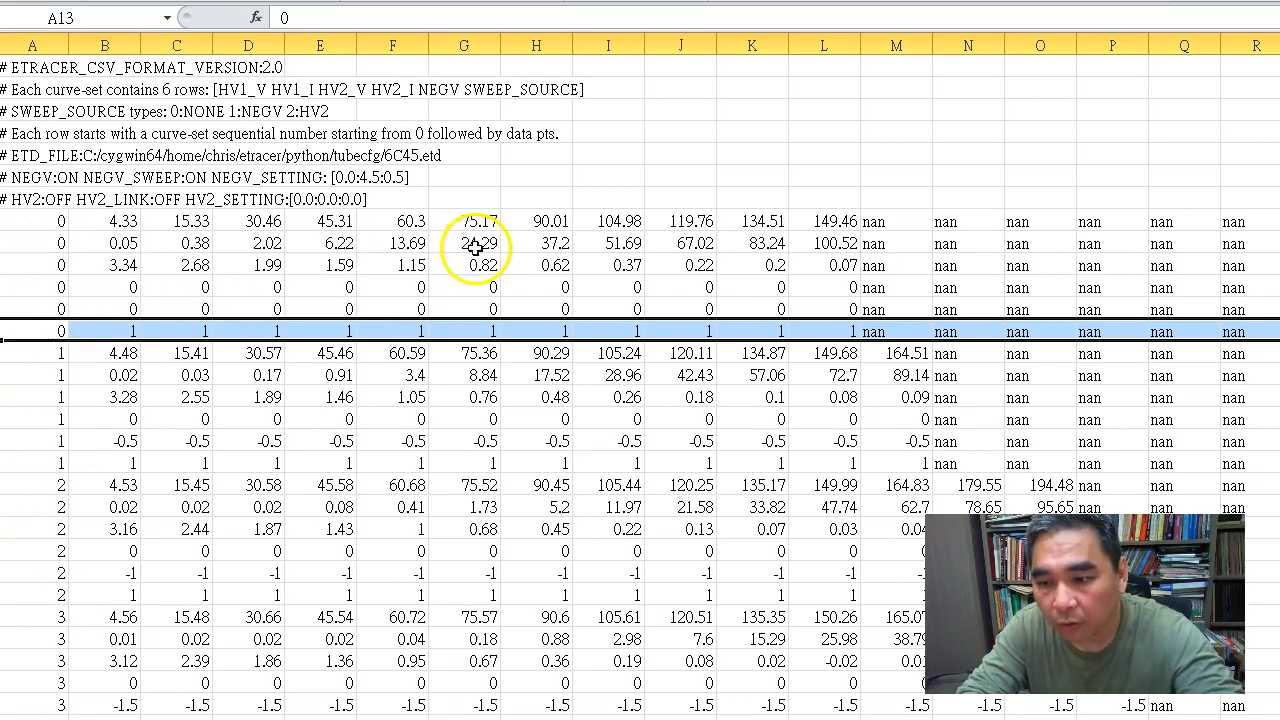 A13 fx 0
A B C D E F G H I J K L M N O P Q R
# ETRACER_CSV_FORMAT_VERSION:2.0
# Each curve-set contains 6 rows: [HV1_V HV1_I HV2_V HV2_I NEGV SWEEP_SOURCE]
# SWEEP_SOURCE types: 0:NONE 1:NEGV 2:HV2
# Each row starts with a curve-set sequential number starting from 0 followed by data pts.
# ETD_FILE:C:/cygwin64/home/chris/etracer/python/tubecfg/6C45.etd
# NEGV:ON NEGV_SWEEP:ON NEGV_SETTING: [0.0:4.5:0.5]
# HV2:OFF HV2_LINK:OFF HV2_SETTING:[0.0:0.0:0.0]
0 4.33 15.33 30.46 45.31 60.3 75.17 90.01 104.98 119.76 134.51 149.46 nan nan nan nan nan nan
0 0.05 0.38 2.02 6.22 13.69 37.2 51.69 67.02 83.24 100.52 nan nan nan nan nan nan
0 3.34 2.68 1.99 1.59 1.15 0.82 0.62 0.37 0.22 0.2 0.07 nan nan nan nan nan nan
0 0 0 0 0 0 0 0 0 0 0 0 nan nan nan nan nan nan
0 0 0 0 0 0 0 0 0 0 0 0 nan nan nan nan nan nan
0 1 1 1 1 1 1 1 1 1 1 1 nan nan nan nan nan nan
1 4.48 15.41 30.57 45.46 60.59 75.36 90.29 105.24 120.11 134.87 149.68 164.51 nan nan nan nan nan
1 0.02 0.03 0.17 0.91 3.4 8.84 17.52 28.96 42.43 57.06 72.7 89.14 nan nan nan nan nan
1 3.28 2.55 1.89 1.46 1.05 0.76 0.48 0.26 0.18 0.1 0.08 0.09 nan nan nan nan nan
1 0 0 0 0 0 0 0 0 0 0 0 0 nan nan nan nan nan
1 -0.5 -0.5 -0.5 -0.5 -0.5 -0.5 -0.5 -0.5 -0.5 -0.5 -0.5 -0.5 nan nan nan nan nan
1 1 1 1 1 1 1 1 1 1 1 1 1 nan nan nan nan nan
2 4.53 15.45 30.58 45.58 60.68 75.52 90.45 105.44 120.25 135.17 149.99 164.83 179.55 194.48 nan nan nan
2 0.02 0.02 0.02 0.08 0.41 1.73 5.2 11.97 21.58 33.82 47.74 62.7 78.65 95.65 nan nan nan
2 3.16 2.44 1.87 1.43 1 0.68 0.45 0.22 0.13 0.07 0.03
2 0 0 0 0 0 0 0 0 0 0 0
2 -1 -1 -1 -1 -1 -1 -1 -1 -1 -1 -1
2 1 1 1 1 1 1 1 1 1 1 1
3 4.56 15.48 30.66 45.54 60.72 75.57 90.6 105.61 120.51 135.35 150.26
3 0.01 0.02 0.02 0.02 0.04 0.18 0.88 2.98 7.6 15.29 25.98
3 3.12 2.39 1.86 1.36 0.95 0.67 0.36 0.19 0.08 0.02 -0.02
3 0 0 0 0 0 0 0 0 0 0 0
3 -1.5 -1.5 -1.5 -1.5 -1.5 -1.5 -1.5 -1.5 -1.5 -1.5 -1.5 -1.5 -1.5 -1.5 -1.5 nan nan